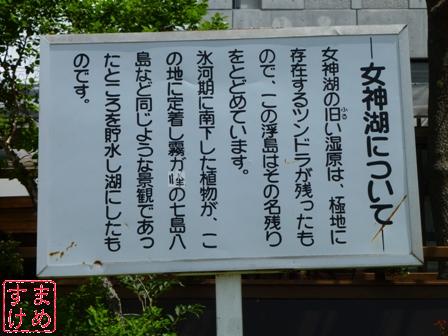 ―女神湖について―
女神湖の旧い湿原は、極地に
ふる
存在するツンドラが残ったも
ので、この浮島はその名残り
をとどめています。
氷河期に南下した植物が、こ
の地に定着し霧が峰の七島八
島など同じような景観であっ
たところを貯水し湖にしたも
のです。
まめ
すけ